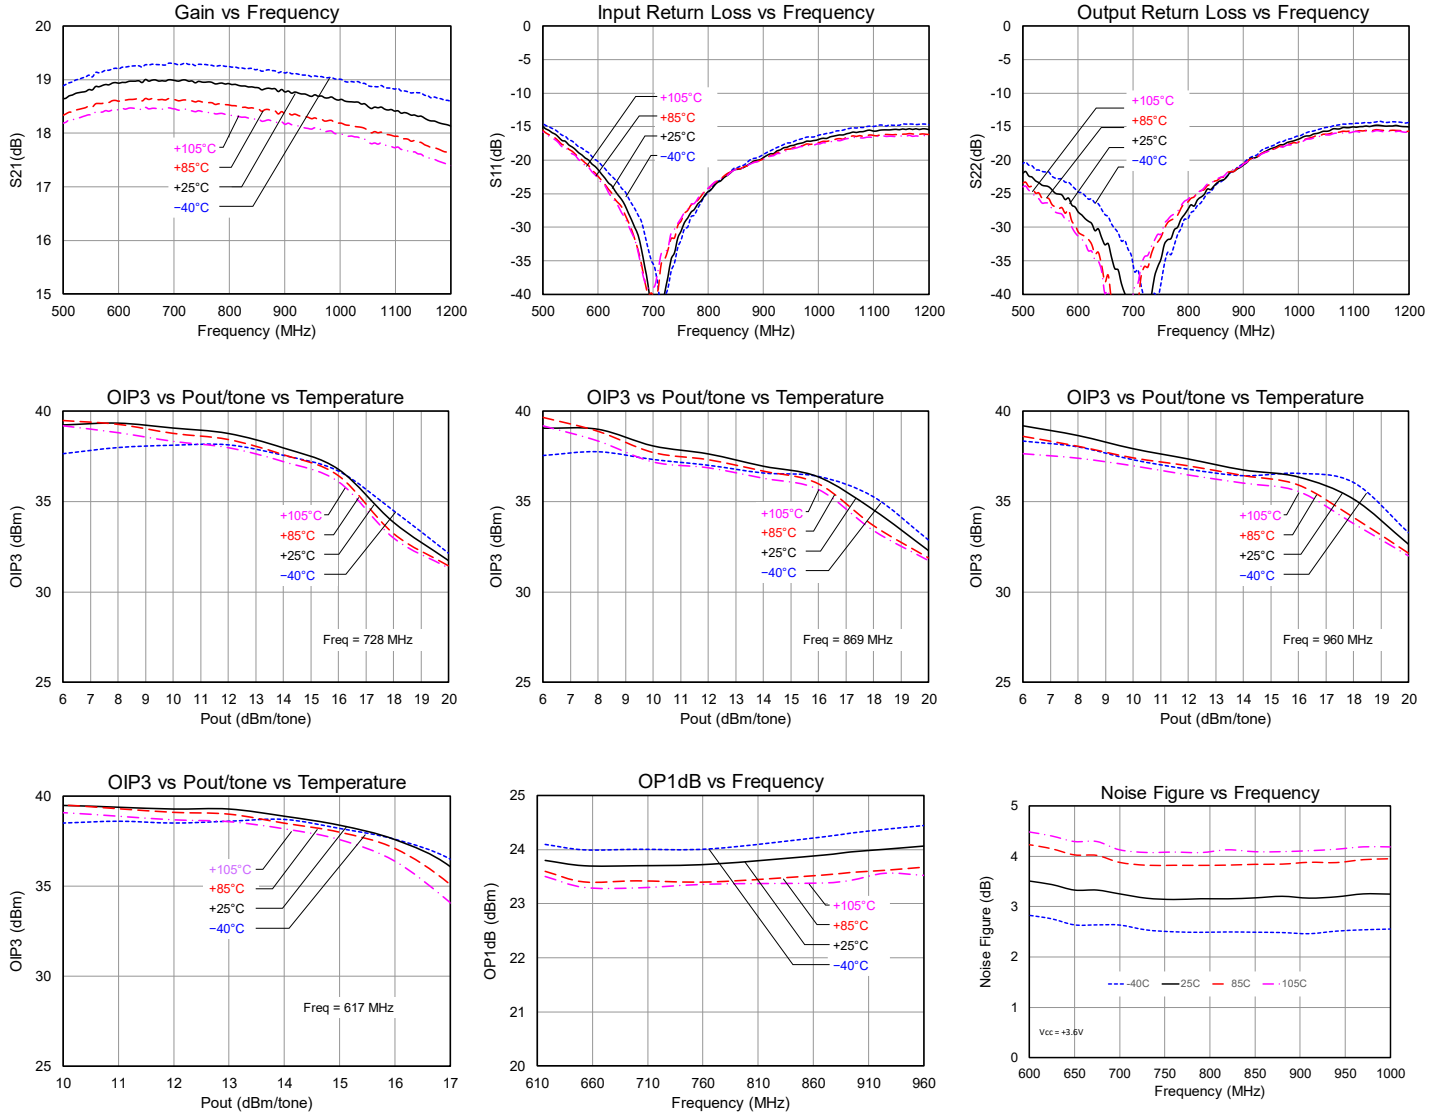 Gain vs Frequency
20
19
18
17
16
15
S21(dB)
+105°C
+85°C
+25°C
−40°C
500 600 700 800 900 1000 1100 1200
Frequency (MHz)
Input Return Loss vs Frequency
0
-5
-10
-15
-20
-25
-30
-35
-40
S11(dB)
+105°C
+85°C
+25°C
−40°C
500 600 700 800 900 1000 1100 1200
Frequency (MHz)
Output Return Loss vs Frequency
0
-5
-10
-15
-20
-25
-30
-35
-40
S22(dB)
+105°C
+85°C
+25°C
−40°C
500 600 700 800 900 1000 1100 1200
Frequency (MHz)
OIP3 vs Pout/tone vs Temperature
40
35
30
25
OIP3 (dBm)
+105°C
+85°C
+25°C
−40°C
Freq = 728 MHz
6 7 8 9 10 11 12 13 14 15 16 17 18 19 20
Pout (dBm/tone)
OIP3 vs Pout/tone vs Temperature
40
35
30
25
OIP3 (dBm)
+105°C
+85°C
+25°C
−40°C
Freq = 869 MHz
6 7 8 9 10 11 12 13 14 15 16 17 18 19 20
Pout (dBm/tone)
OIP3 vs Pout/tone vs Temperature
40
35
30
25
OIP3 (dBm)
+105°C
+85°C
+25°C
−40°C
Freq = 960 MHz
6 7 8 9 10 11 12 13 14 15 16 17 18 19 20
Pout (dBm/tone)
OIP3 vs Pout/tone vs Temperature
40
35
30
25
OIP3 (dBm)
+105°C
+85°C
+25°C
−40°C
Freq = 617 MHz
10 11 12 13 14 15 16 17
Pout (dBm/tone)
OP1dB vs Frequency
25
24
23
22
21
20
OP1dB (dBm)
+105°C
+85°C
+25°C
−40°C
610 660 710 760 810 860 910 960
Frequency (MHz)
Noise Figure vs Frequency
5
4
3
2
1
0
Noise Figure (dB)
-40C 25C 85C 105C
Vcc = +3.6V
600 650 700 750 800 850 900 950 1000
Frequency (MHz)